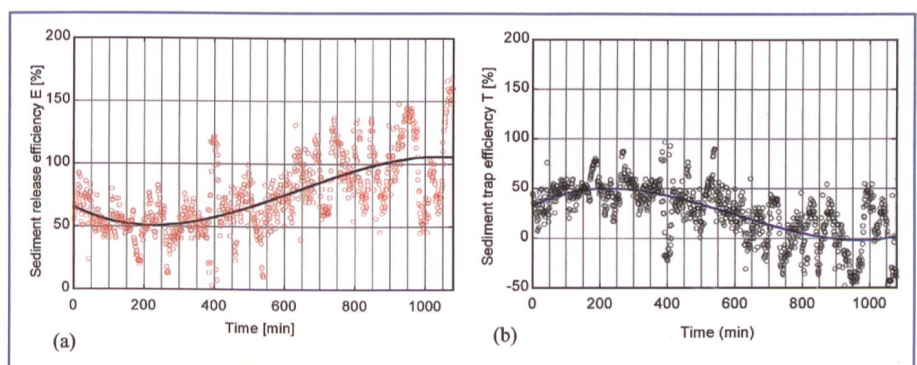 200
150
100
50
0
Sediment release efficiency E [%]
0 200 400 600 800 1000
Time [min]
(a)
200
150
100
50
0
-50
Sediment trap efficiency T [%]
0 200 400 600 800 1000
Time (min)
(b)